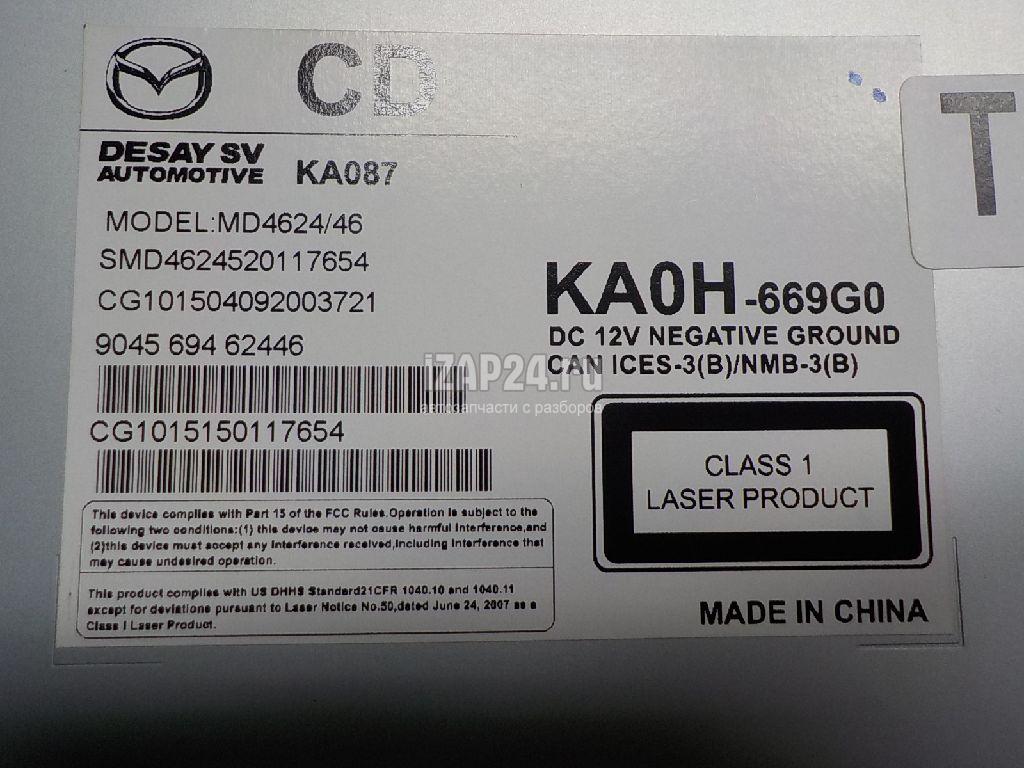 CD
T
DESAY SV
AUTOMOTIVE
KA087
MODEL:MD4624/46
SMD4624520117654
CG101504092003721
9045 694 62446
CG1015150117654
KA0H-669G0
DC 12V NEGATIVE GROUND
CAN ICES-3(B)/NMB-3(B)
iZAP24.ru
автозапчасти с разборов
CLASS 1
LASER PRODUCT
This device complies with Part 15 of the FCC Rules.Operation is subject to the
following two conditions:(1) this device may not cause harmful interference,and
(2)this device must accept any interference received,including interference that
may cause undesired operation.
This product complies with US DHHS Standard21CFR 1040.10 and 1040.11
except for deviations pursuant to Laser Notice No.50,dated June 24, 2007 as a
Class I Laser Product.
MADE IN CHINA